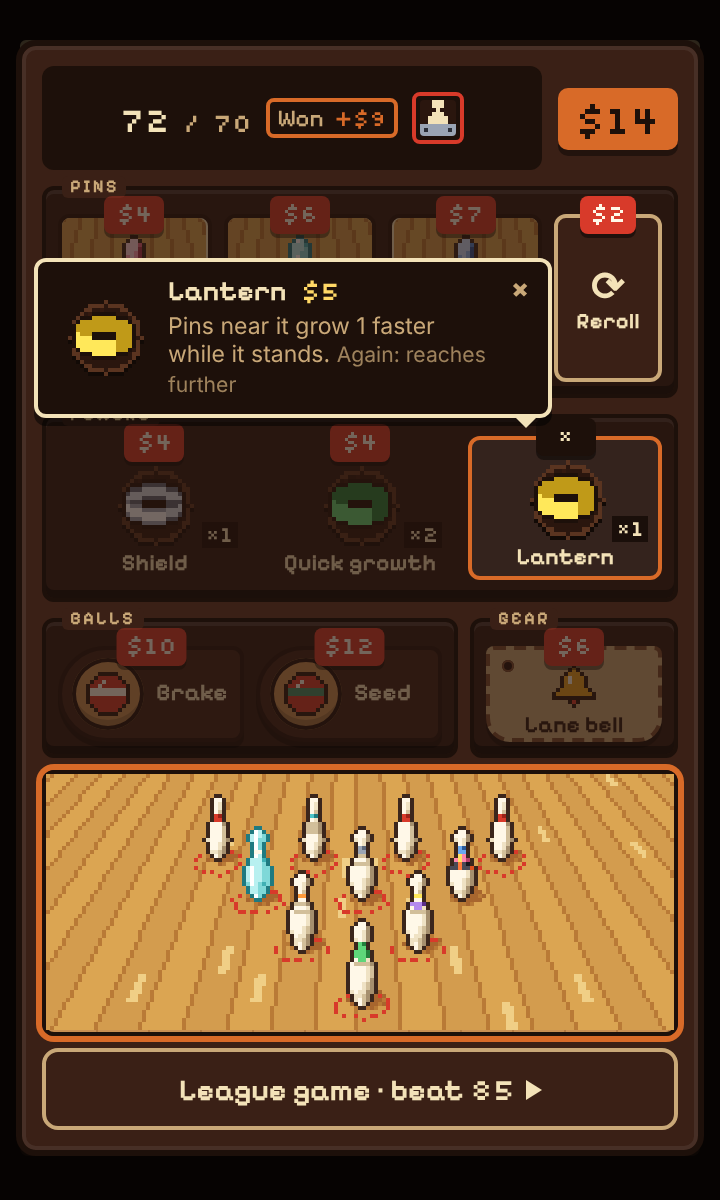 72 / 70 Won +$9
$14
PINS
$4 $6 $7 $2
Reroll
Lantern $5 ×
Pins near it grow 1 faster
while it stands. Again: reaches
further
$4 $4 ×
×1 ×2 ×1
Shield Quick growth Lantern
BALLS GEAR
$10 $12 $6
Brake Seed
Lane bell
League game · beat 85